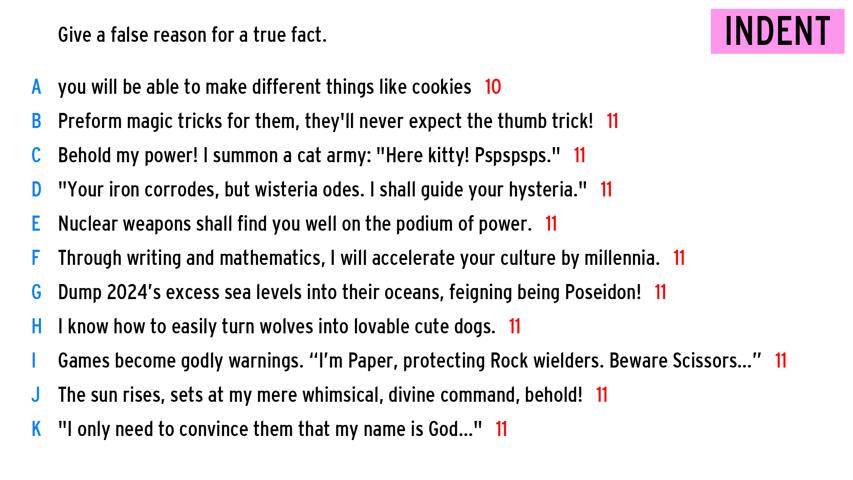 Give a false reason for a true fact.
INDENT
A you will be able to make different things like cookies 10
B Preform magic tricks for them, they'll never expect the thumb trick! 11
C Behold my power! I summon a cat army: "Here kitty! Pspspsps." 11
D "Your iron corrodes, but wisteria odes. I shall guide your hysteria." 11
E Nuclear weapons shall find you well on the podium of power. 11
F Through writing and mathematics, I will accelerate your culture by millennia. 11
G Dump 2024’s excess sea levels into their oceans, feigning being Poseidon! 11
H I know how to easily turn wolves into lovable cute dogs. 11
I Games become godly warnings. “I’m Paper, protecting Rock wielders. Beware Scissors...” 11
J The sun rises, sets at my mere whimsical, divine command, behold! 11
K "I only need to convince them that my name is God..." 11